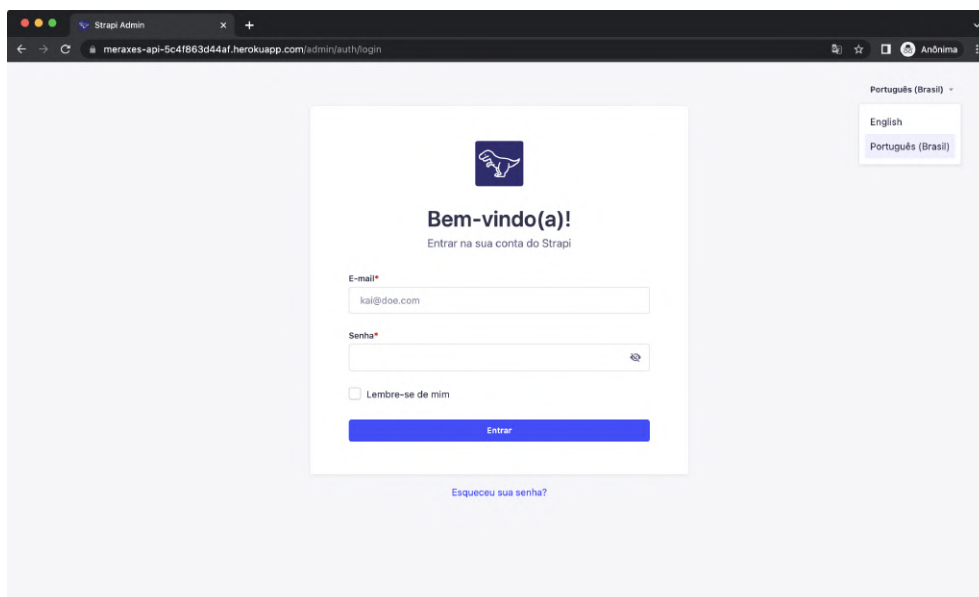 Strapi Admin
meraxes-api-5c4f863d44af.herokuapp.com/admin/auth/login
Anônima
Português (Brasil)
English
Português (Brasil)
Bem-vindo(a)!
Entrar na sua conta do Strapi
E-mail*
kai@doe.com
Senha*
Lembre-se de mim
Entrar
Esqueceu sua senha?